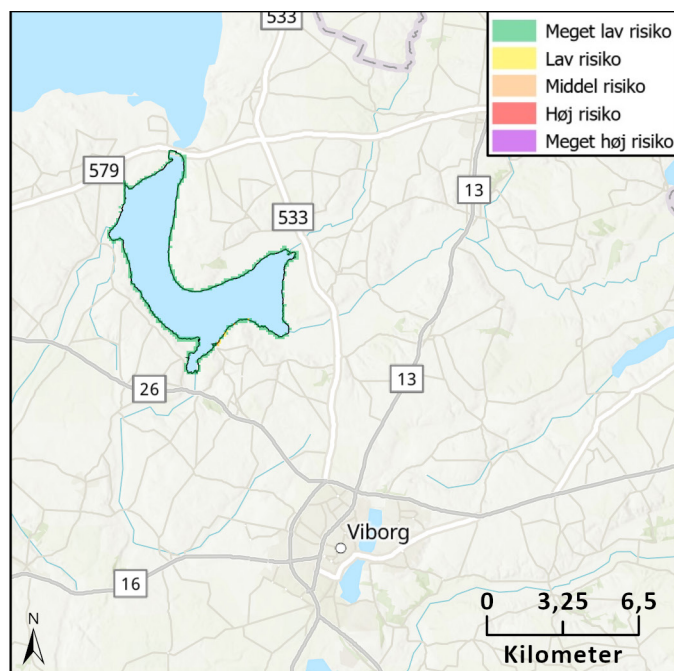 533
Meget lav risiko
Lav risiko
Middel risiko
Høj risiko
Meget høj risiko
579
13
533
26
13
Viborg
16
0 3,25 6,5
Kilometer
N